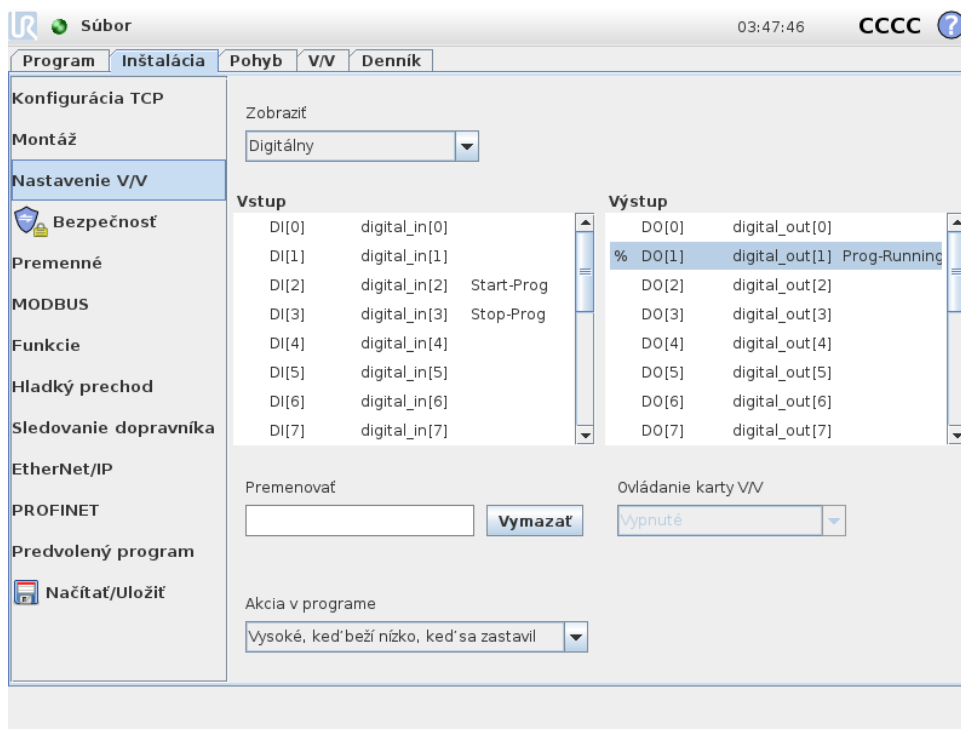 UR Súbor 03:47:46 CCCC ?
Program Inštalácia Pohyb V/V Denník
Konfigurácia TCP
Montáž
Nastavenie V/V
Bezpečnosť
Premenné
MODBUS
Funkcie
Hladký prechod
Sledovanie dopravníka
EtherNet/IP
PROFINET
Predvolený program
Načítať/Uložiť
Zobraziť
Digitálny
Vstup
DI[0] digital_in[0]
DI[1] digital_in[1]
DI[2] digital_in[2] Start-Prog
DI[3] digital_in[3] Stop-Prog
DI[4] digital_in[4]
DI[5] digital_in[5]
DI[6] digital_in[6]
DI[7] digital_in[7]
Výstup
DO[0] digital_out[0]
% DO[1] digital_out[1] Prog-Running
DO[2] digital_out[2]
DO[3] digital_out[3]
DO[4] digital_out[4]
DO[5] digital_out[5]
DO[6] digital_out[6]
DO[7] digital_out[7]
Premenovať
Vymazať
Ovládanie karty V/V
Vypnuté
Akcia v programe
Vysoké, keď beží nízko, keď sa zastavil